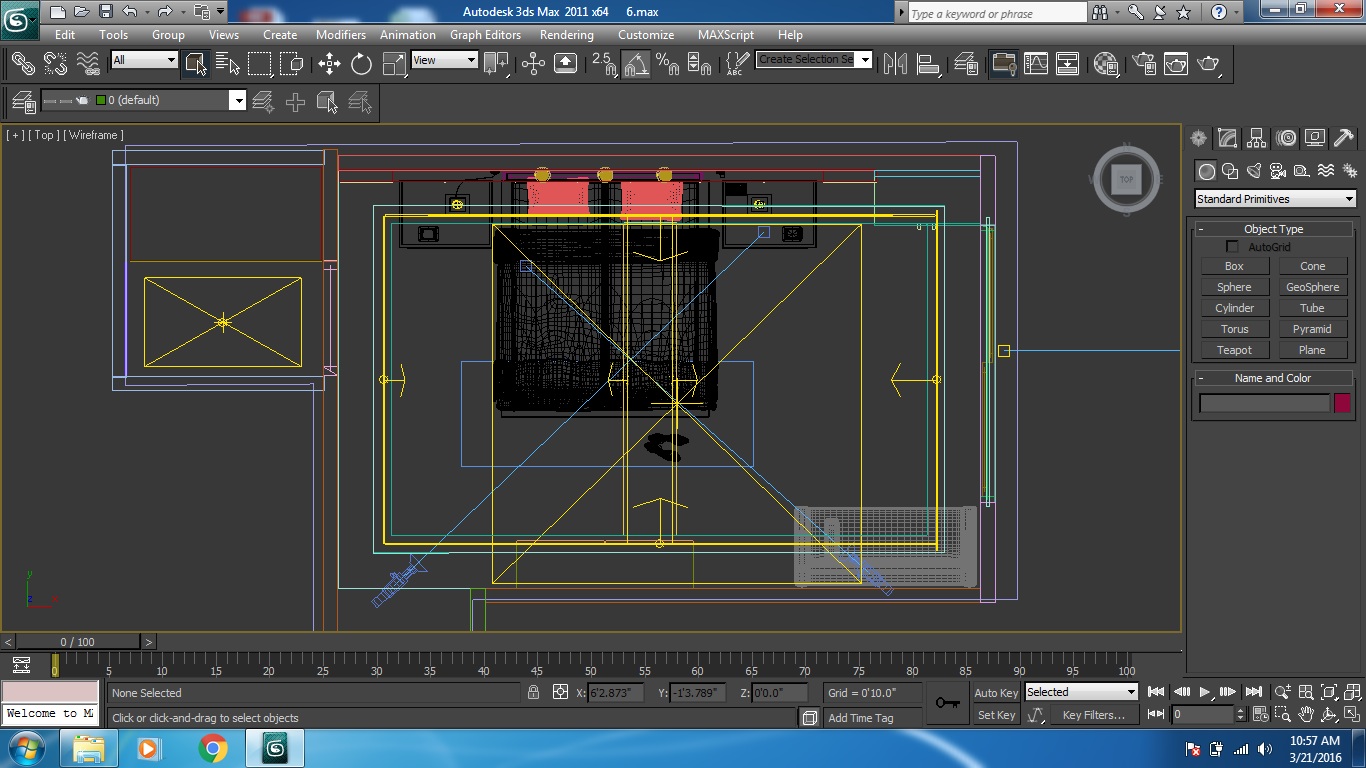 Autodesk 3ds Max 2011 x64 6.max
Type a keyword or phrase
Edit Tools Group Views Create Modifiers Animation Graph Editors Rendering Customize MAXScript Help
All
View
2.5
Create Selection Se
ABC
0 (default)
[ + ] [ Top ] [ Wireframe ]
TOP
Standard Primitives
- Object Type
AutoGrid
Box Cone
Sphere GeoSphere
Cylinder Tube
Torus Pyramid
Teapot Plane
- Name and Color
y
z x
< 0 / 100 >
0 5 10 15 20 25 30 35 40 45 50 55 60 65 70 75 80 85 90 95 100
None Selected X: 6'2.873" Y: -1'3.789" Z: 0'0.0" Grid = 0'10.0" Auto Key Selected
Welcome to MA Click or click-and-drag to select objects Add Time Tag Set Key Key Filters... 0
10:57 AM
3/21/2016